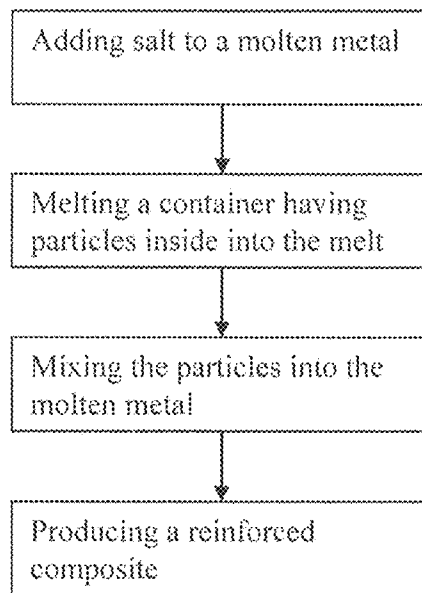 Adding salt to a molten metal
Melting a container having
particles inside into the melt
Mixing the particles into the
molten metal
Producing a reinforced
composite